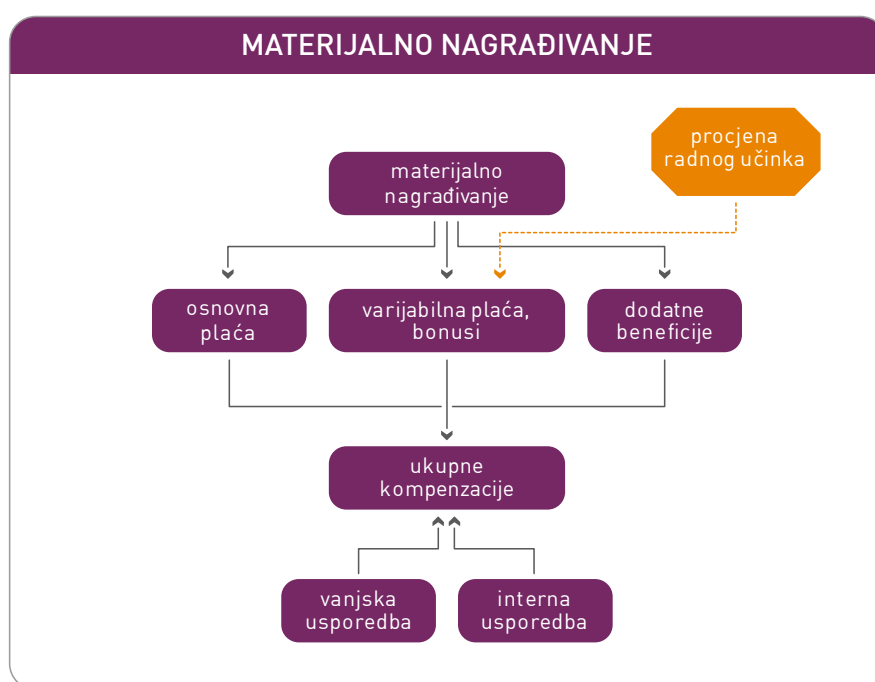 MATERIJALNO NAGRAĐIVANJE
procjena
radnog učinka
materijalno
nagrađivanje
osnovna
plaća
varijabilna plaća,
bonusi
dodatne
beneficije
ukupne
kompenzacije
vanjska
usporedba
interna
usporedba